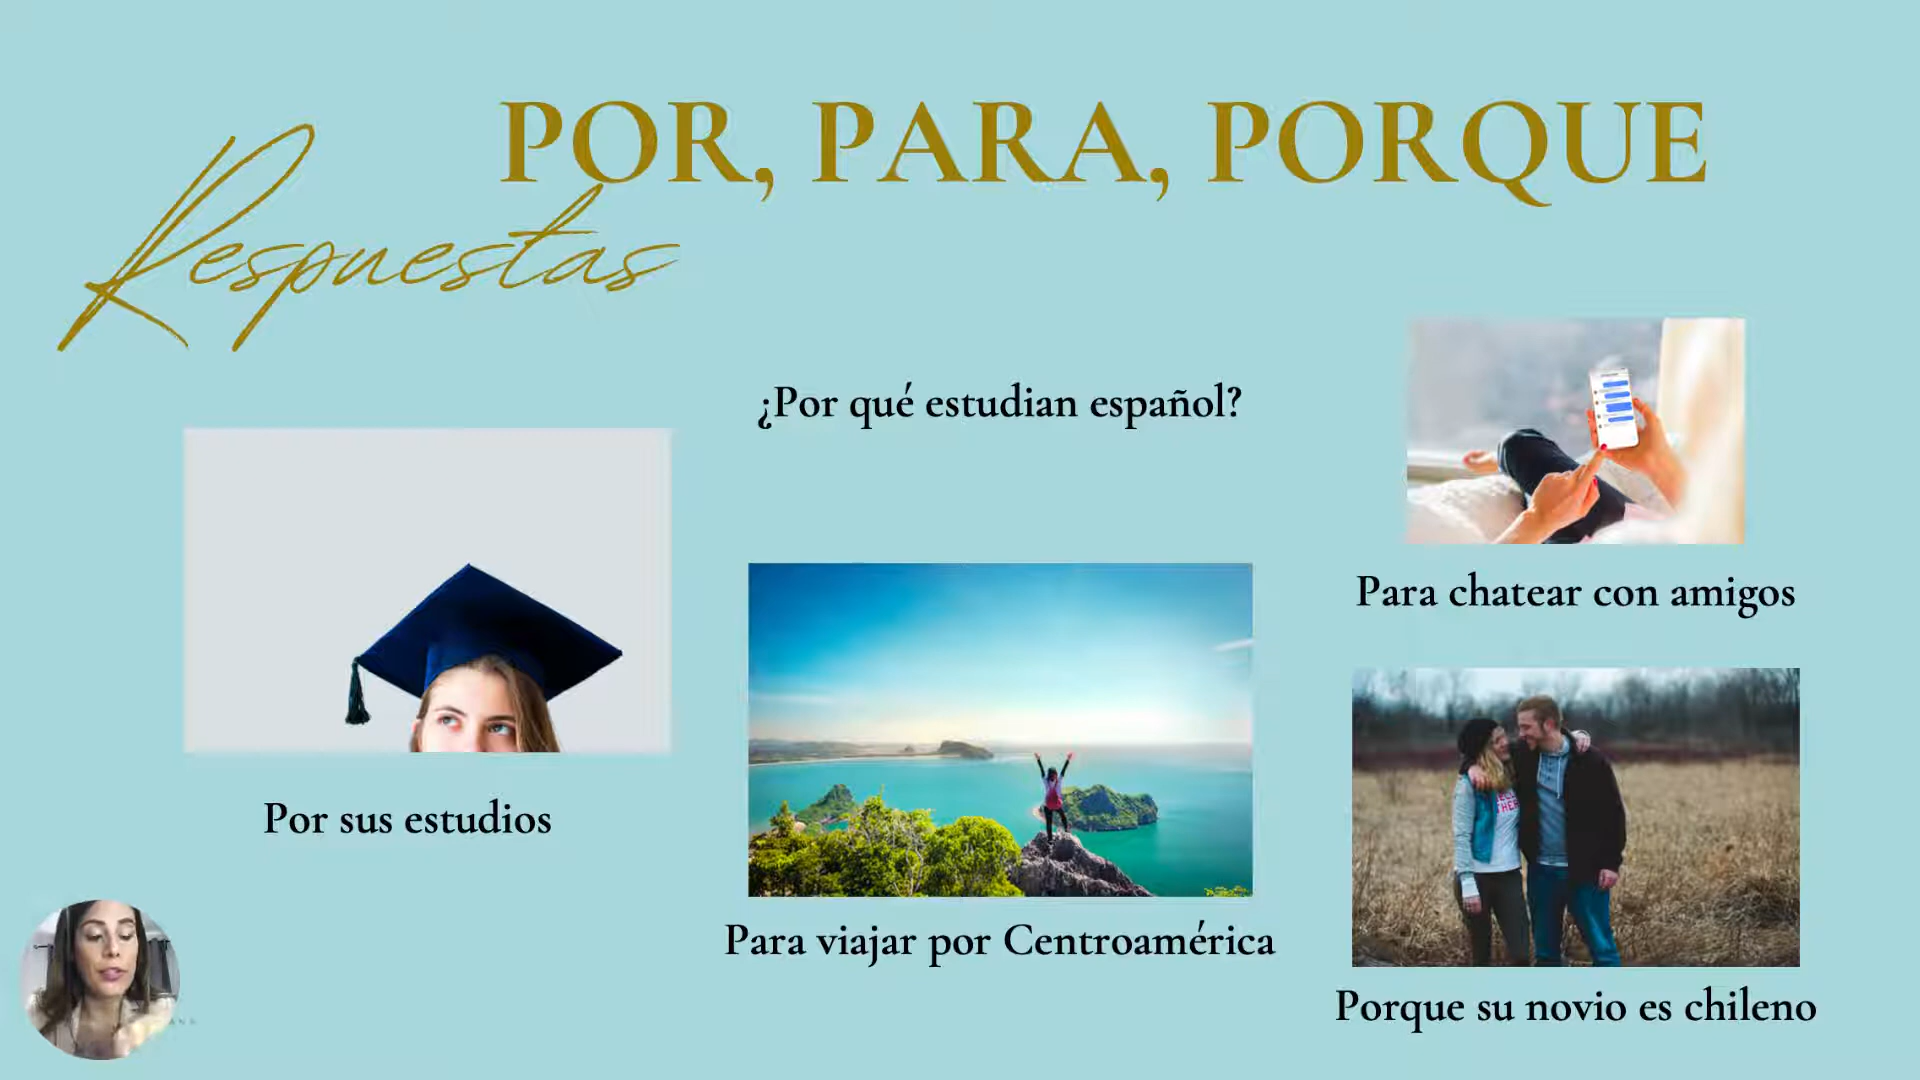 POR, PARA, PORQUE
Respuestas
¿Por qué estudian español?
Para chatear con amigos
Por sus estudios
Para viajar por Centroamérica
Porque su novio es chileno